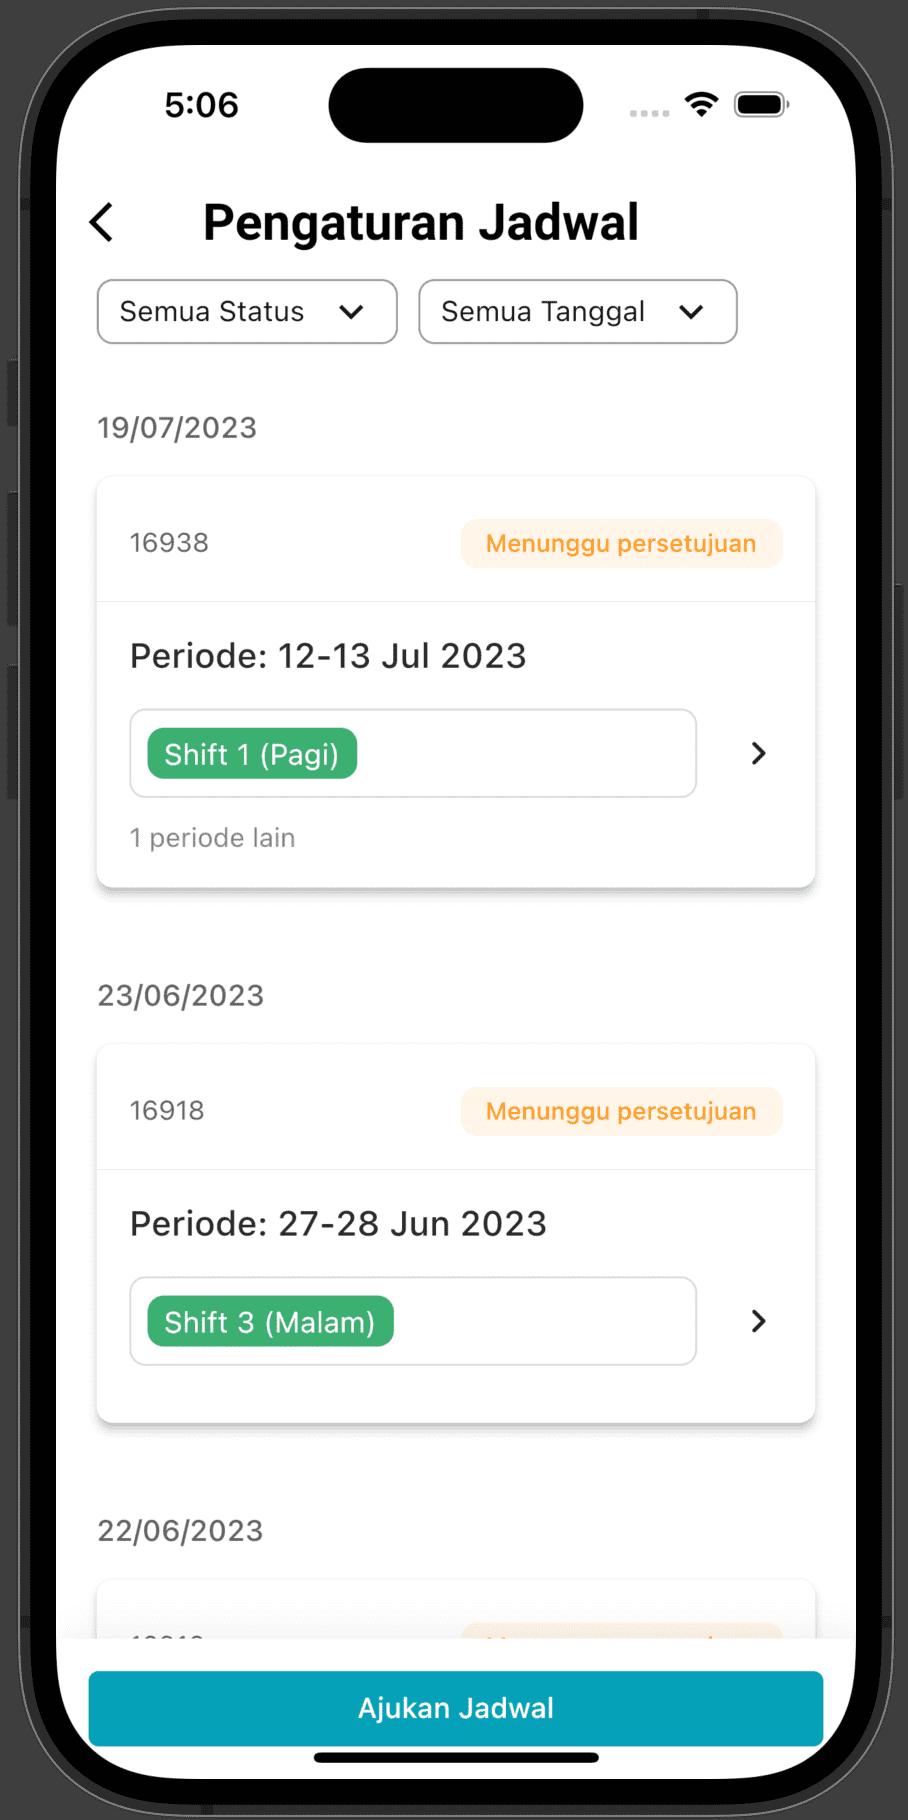 5:06
Pengaturan Jadwal
Semua Status
Semua Tanggal
19/07/2023
16938
Menunggu persetujuan
Periode: 12-13 Jul 2023
Shift 1 (Pagi)
1 periode lain
23/06/2023
16918
Menunggu persetujuan
Periode: 27-28 Jun 2023
Shift 3 (Malam)
22/06/2023
Ajukan Jadwal